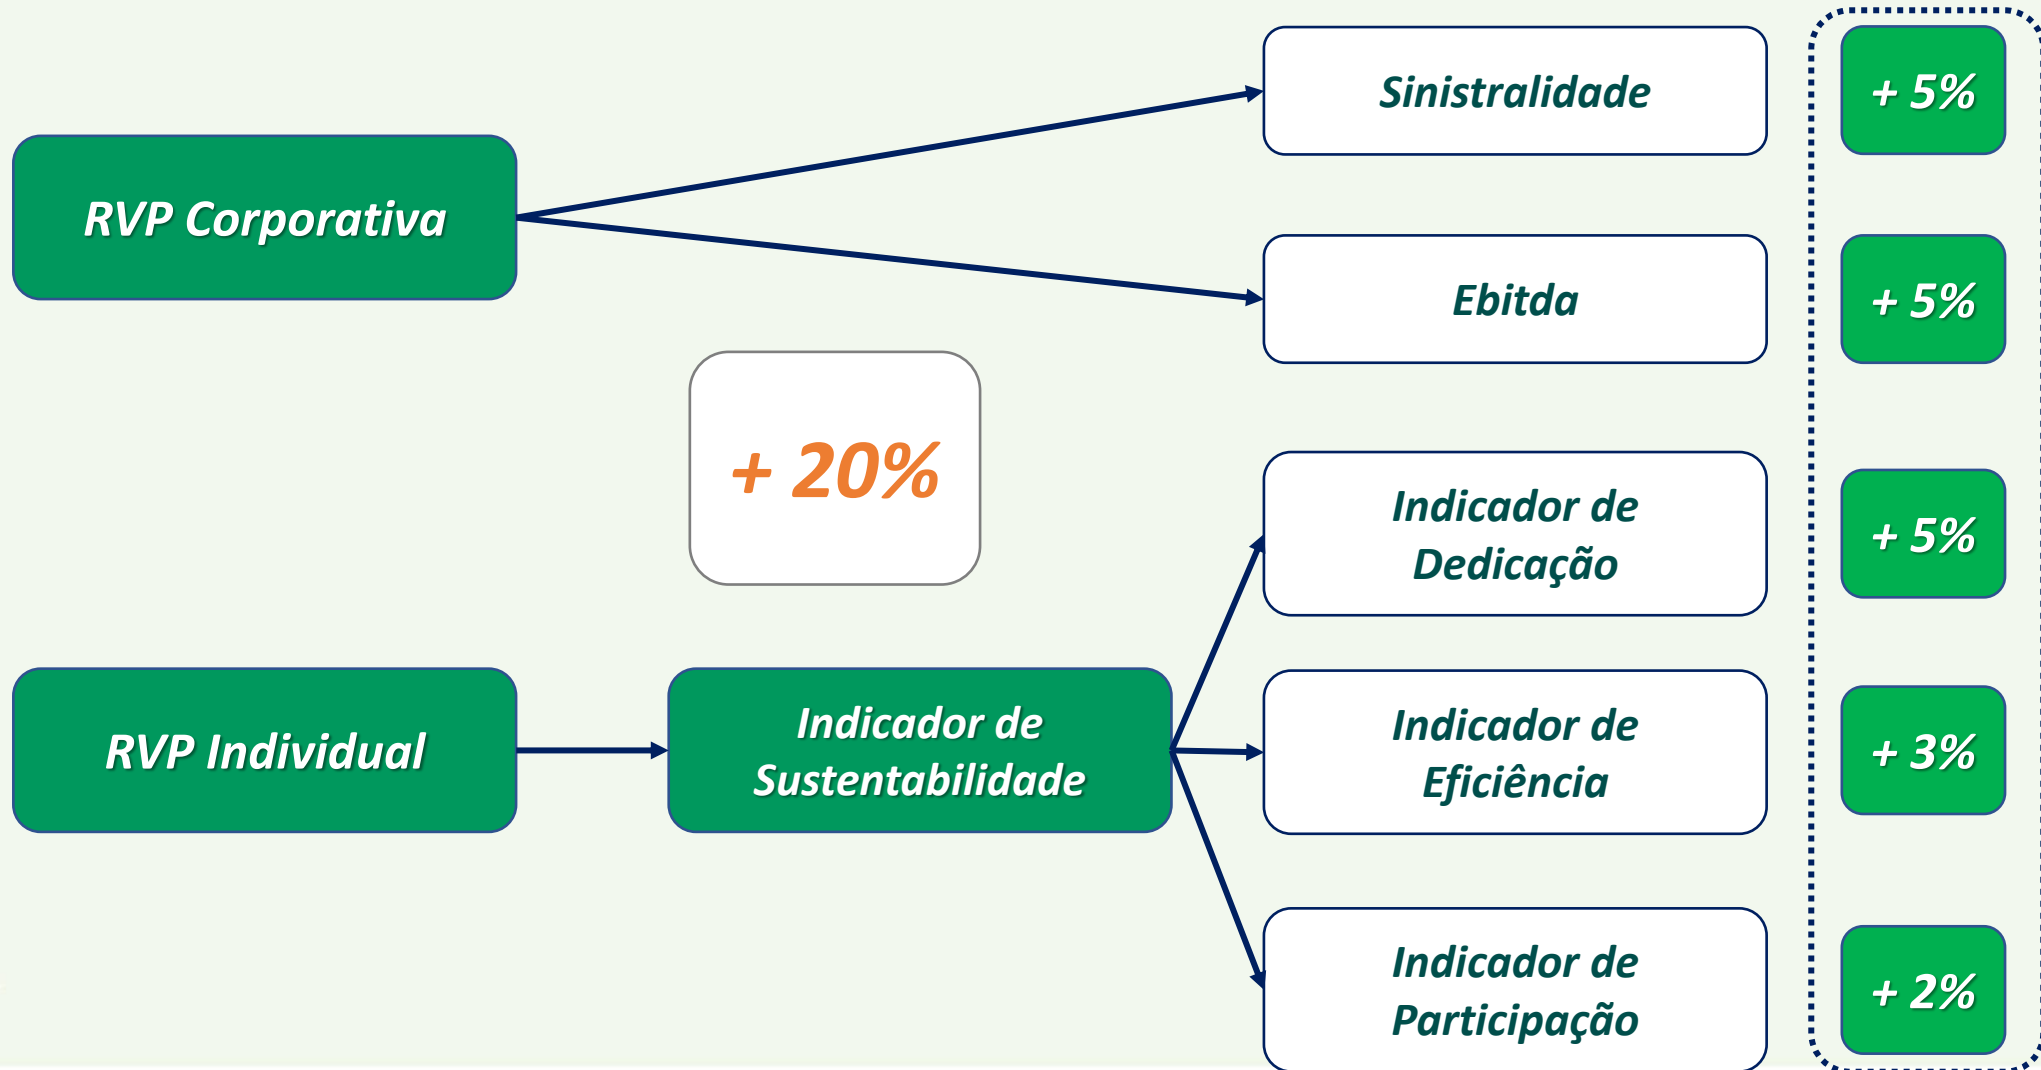 Sinistralidade
+ 5%
RVP Corporativa
Ebitda
+ 5%
+ 20%
Indicador de
Dedicação
+ 5%
RVP Individual
Indicador de
Sustentabilidade
Indicador de
Eficiência
+ 3%
Indicador de
Participação
+ 2%